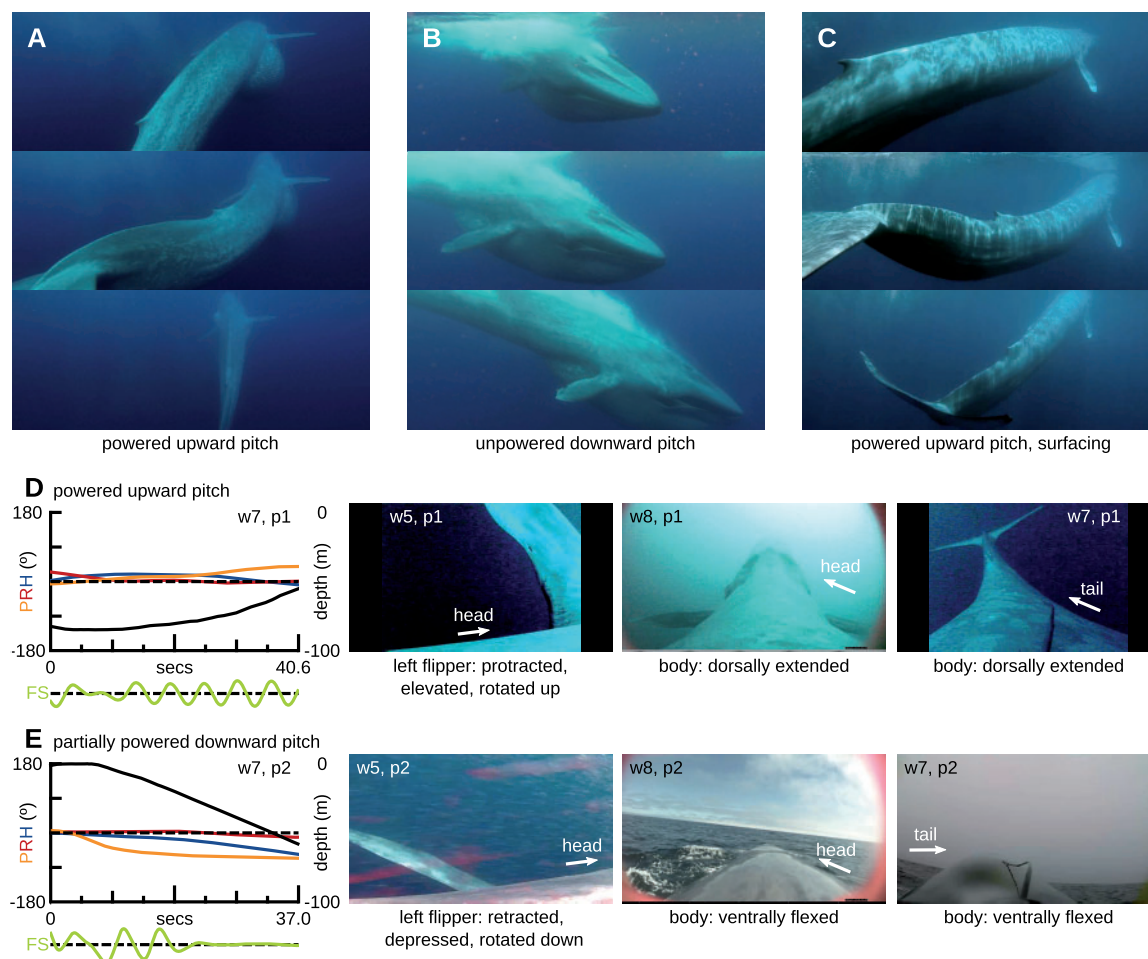 A
B
C
powered upward pitch
unpowered downward pitch
powered upward pitch, surfacing
D powered upward pitch
180
w7, p1
0
PRH (º)
depth (m)
-180
-100
0
secs
40.6
FS
w5, p1
head
left flipper: protracted,
elevated, rotated up
w8, p1
head
body: dorsally extended
w7, p1
tail
body: dorsally extended
E partially powered downward pitch
180
w7, p2
0
PRH (º)
depth (m)
-180
-100
0
secs
37.0
FS
w5, p2
head
left flipper: retracted,
depressed, rotated down
w8, p2
head
body: ventrally flexed
w7, p2
tail
body: ventrally flexed